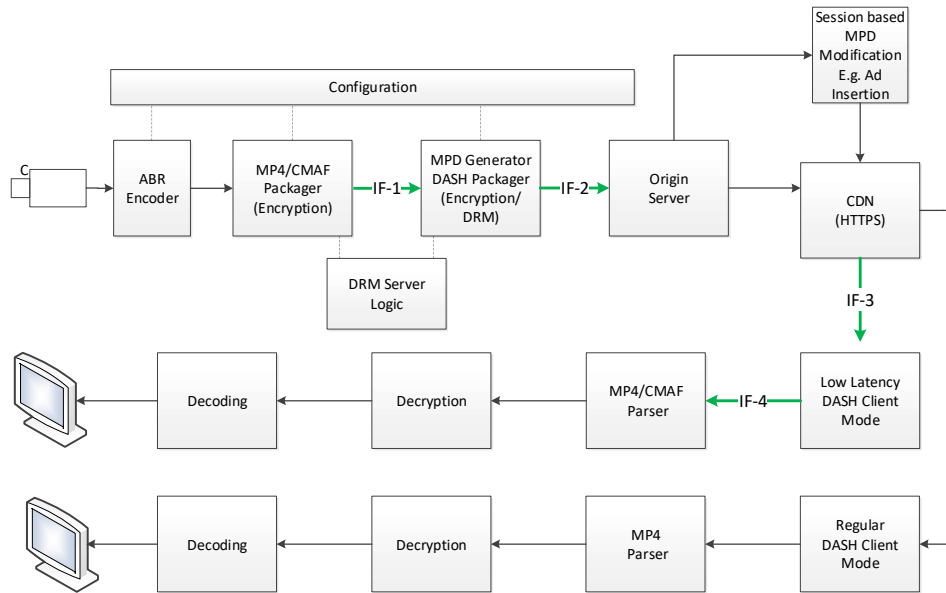 Session based
MPD
Modification
E.g. Ad
Insertion
Configuration
C
ABR
Encoder
MP4/CMAF
Packager
(Encryption)
IF-1
MPD Generator
DASH Packager
(Encryption/
DRM)
IF-2
Origin
Server
CDN
(HTTPS)
DRM Server
Logic
IF-3
Decoding
Decryption
MP4/CMAF
Parser
IF-4
Low Latency
DASH Client
Mode
Decoding
Decryption
MP4
Parser
Regular
DASH Client
Mode